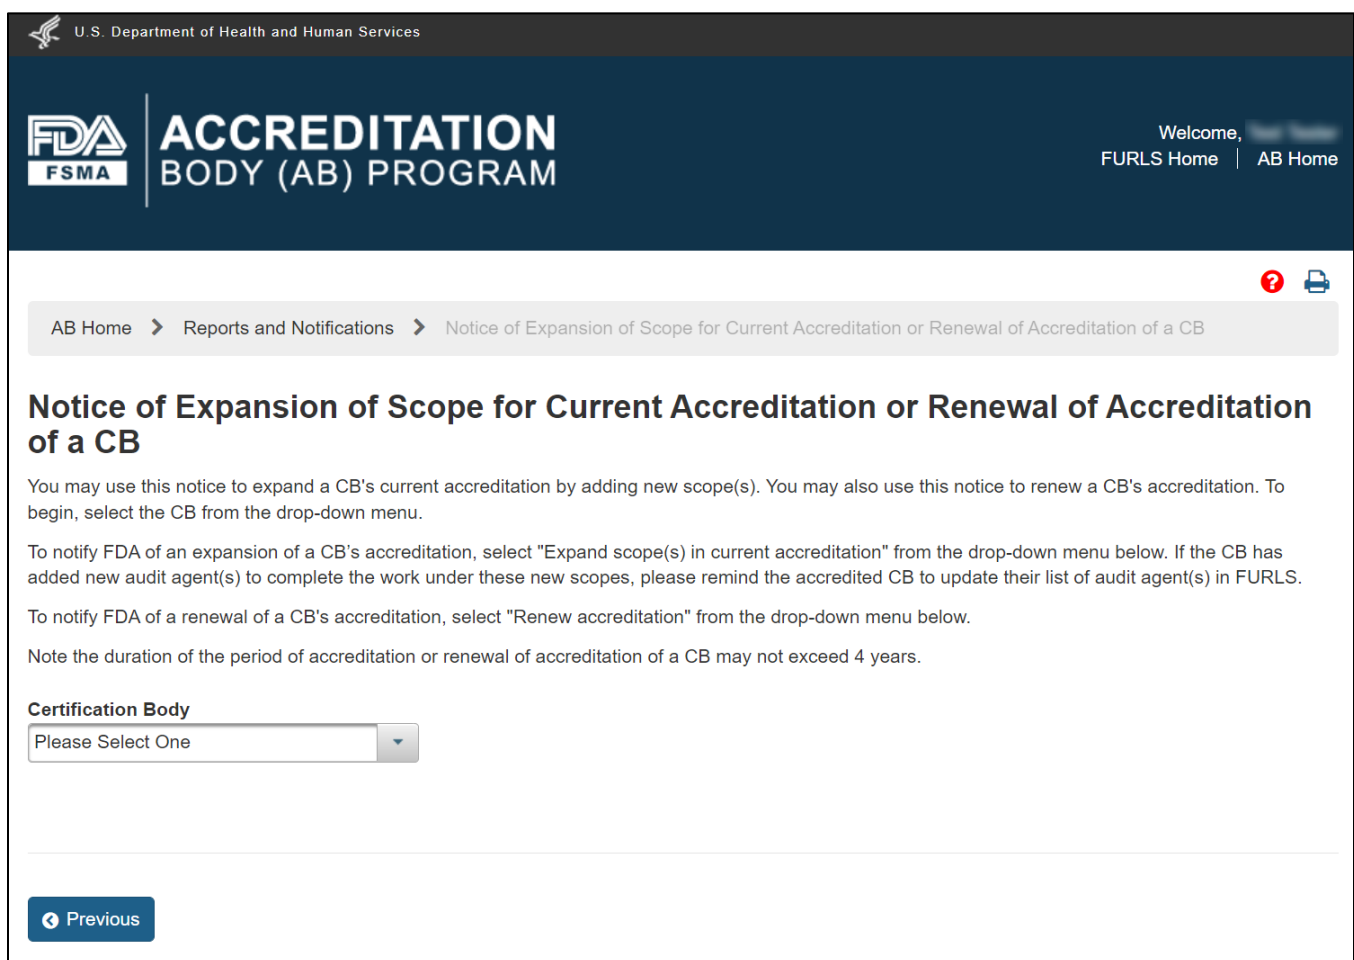 U.S. Department of Health and Human Services
FDA
FSMA
ACCREDITATION
BODY (AB) PROGRAM
Welcome,
FURLS Home | AB Home
AB Home > Reports and Notifications > Notice of Expansion of Scope for Current Accreditation or Renewal of Accreditation of a CB
Notice of Expansion of Scope for Current Accreditation or Renewal of Accreditation
of a CB
You may use this notice to expand a CB's current accreditation by adding new scope(s). You may also use this notice to renew a CB's accreditation. To
begin, select the CB from the drop-down menu.
To notify FDA of an expansion of a CB’s accreditation, select "Expand scope(s) in current accreditation" from the drop-down menu below. If the CB has
added new audit agent(s) to complete the work under these new scopes, please remind the accredited CB to update their list of audit agent(s) in FURLS.
To notify FDA of a renewal of a CB's accreditation, select "Renew accreditation" from the drop-down menu below.
Note the duration of the period of accreditation or renewal of accreditation of a CB may not exceed 4 years.
Certification Body
Please Select One
Previous